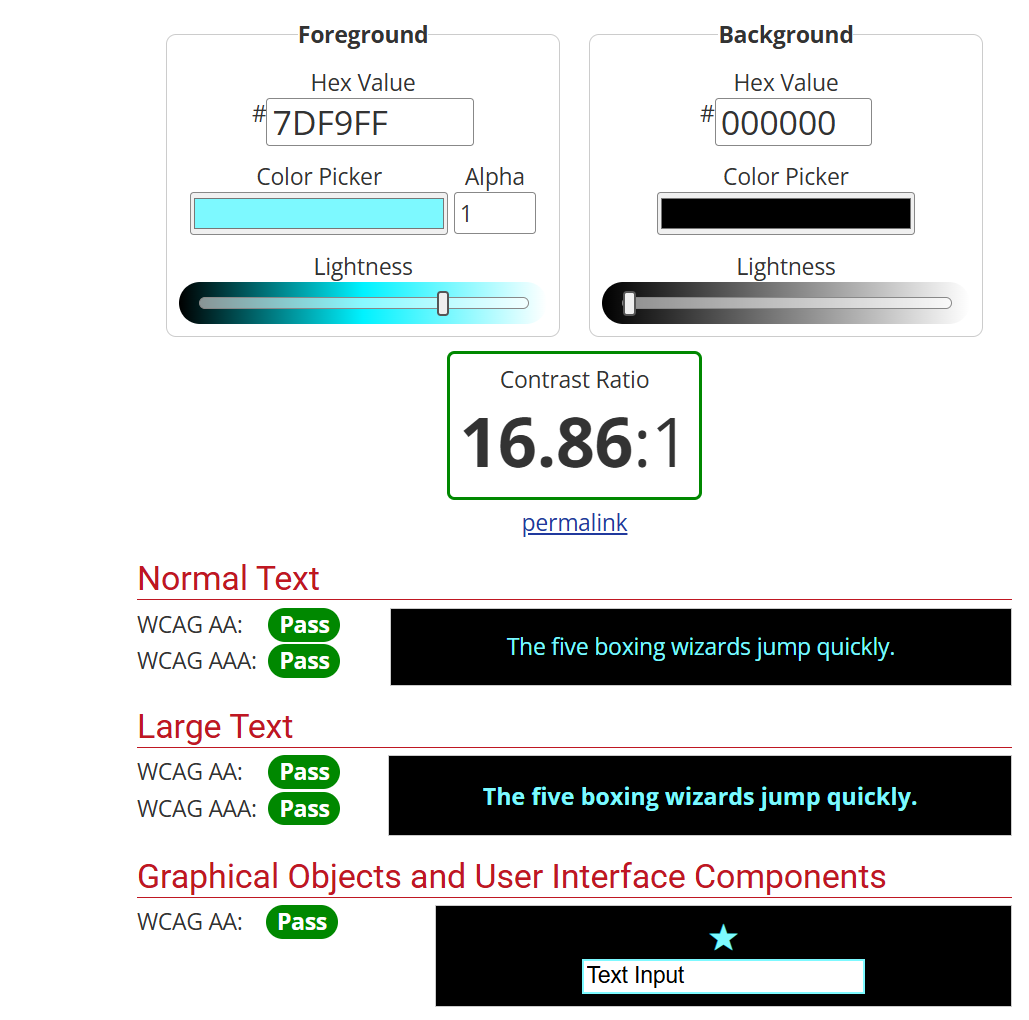 Foreground
Hex Value
#7DF9FF
Color Picker Alpha
1
Lightness
Background
Hex Value
#000000
Color Picker
Lightness
Contrast Ratio
16.86:1
permalink
Normal Text
WCAG AA: Pass
WCAG AAA: Pass
The five boxing wizards jump quickly.
Large Text
WCAG AA: Pass
WCAG AAA: Pass
The five boxing wizards jump quickly.
Graphical Objects and User Interface Components
WCAG AA: Pass
Text Input